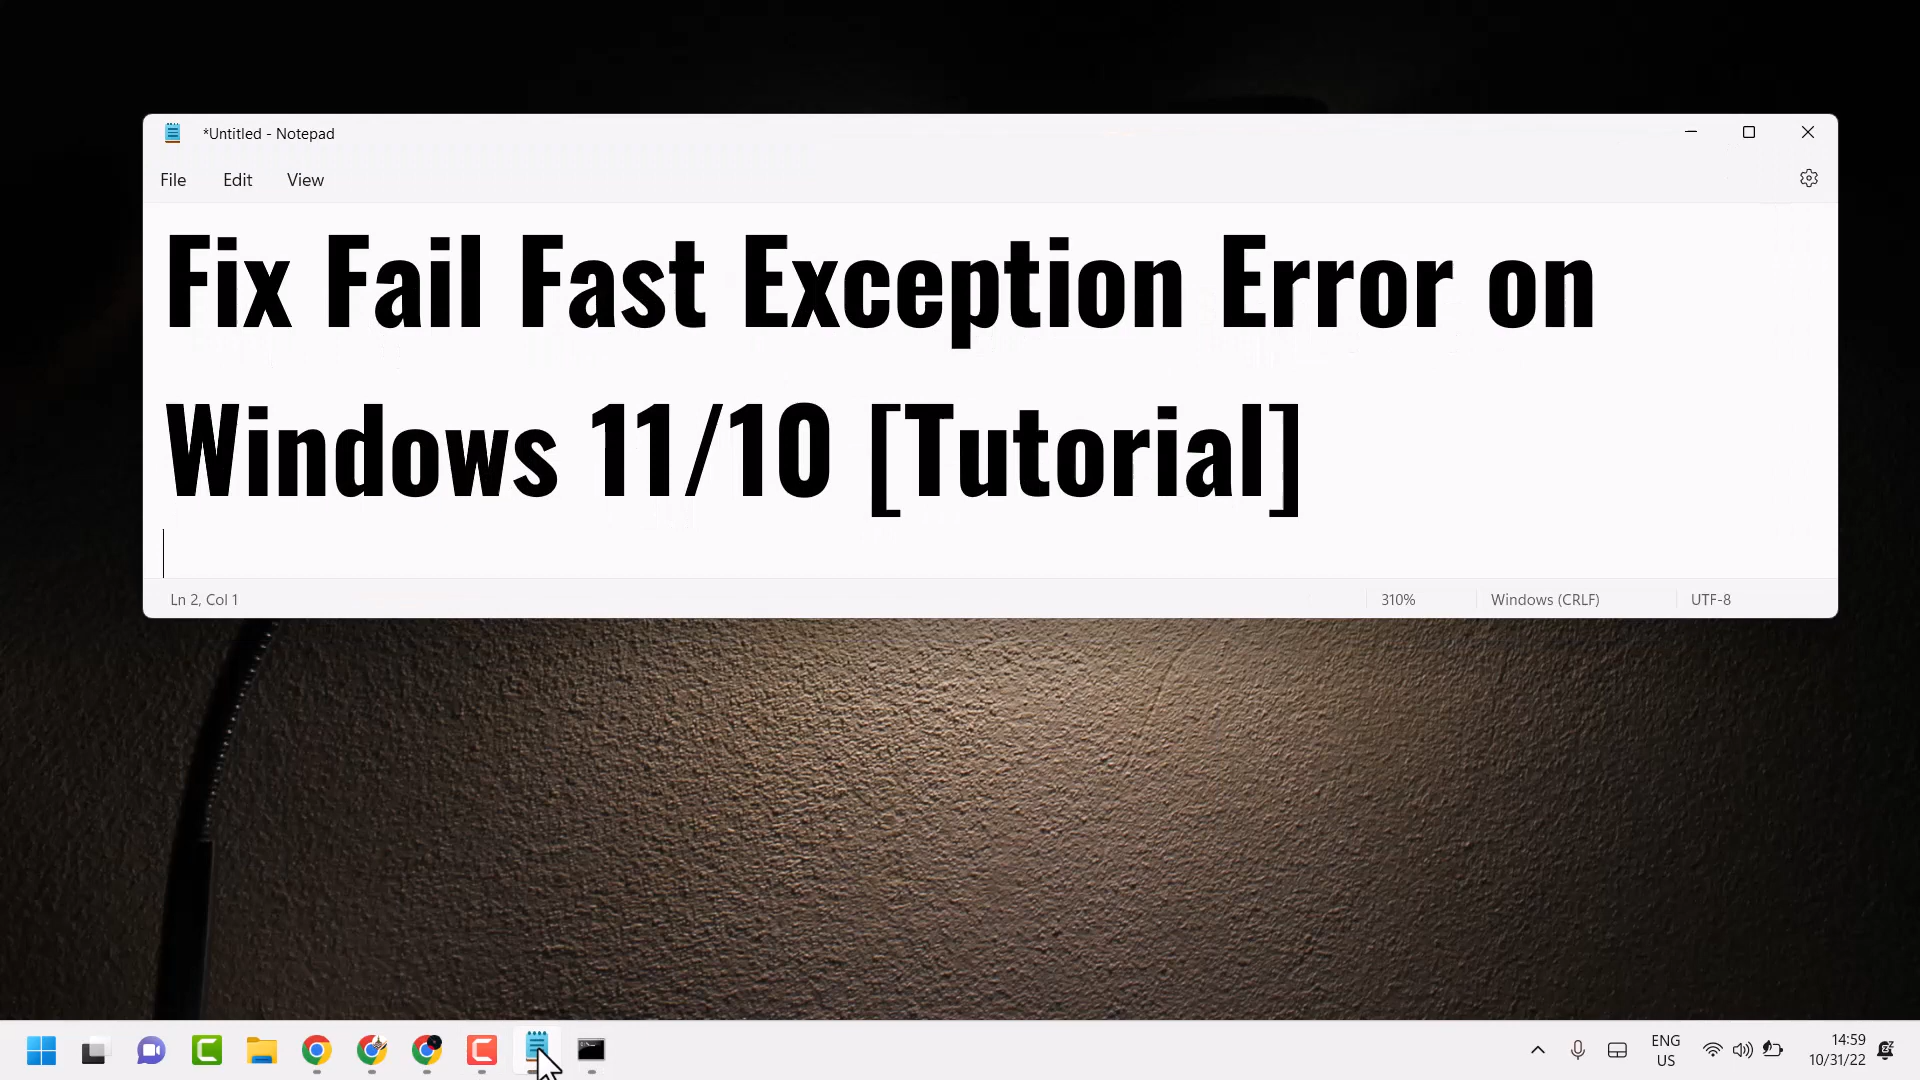 *Untitled - Notepad
File Edit View
Fix Fail Fast Exception Error on
Windows 11/10 [Tutorial]
Ln 2, Col 1 310% Windows (CRLF) UTF-8
ENG
US
14:59
10/31/22